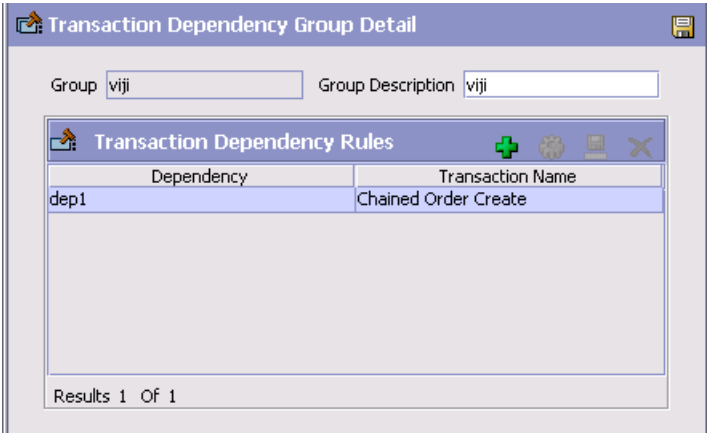 Transaction Dependency Group Detail
Group viji Group Description viji
Transaction Dependency Rules
Dependency Transaction Name
dep1 Chained Order Create
Results 1 Of 1